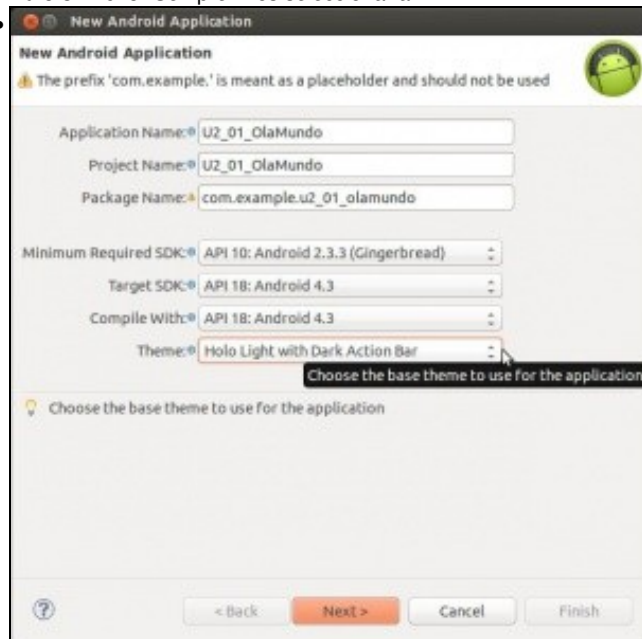 New Android Application
New Android Application
The prefix 'com.example.' is meant as a placeholder and should not be used
Application Name: U2_01_OlaMundo
Project Name: U2_01_OlaMundo
Package Name: com.example.u2_01_olamundo
Minimum Required SDK: API 10: Android 2.3.3 (Gingerbread)
Target SDK: API 18: Android 4.3
Compile With: API 18: Android 4.3
Theme: Holo Light with Dark Action Bar
Choose the base theme to use for the application
Choose the base theme to use for the application
< Back Next > Cancel Finish